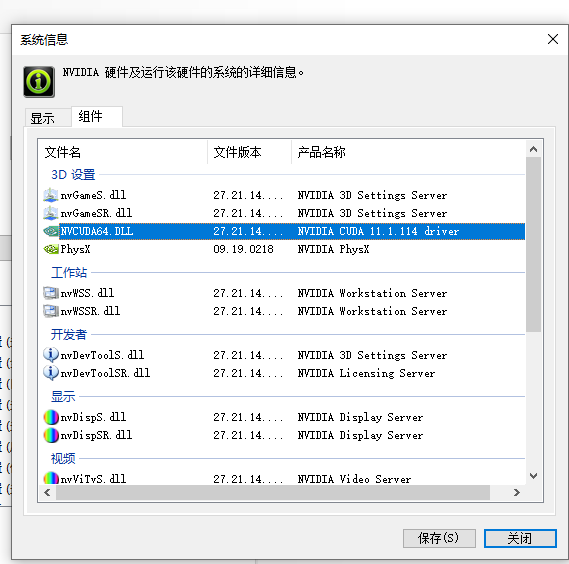 系统信息
NVIDIA 硬件及运行该硬件的系统的详细信息。
显示 组件
文件名 文件版本 产品名称
3D 设置
nvGameS.dll 27.21.14.... NVIDIA 3D Settings Server
nvGameSR.dll 27.21.14.... NVIDIA 3D Settings Server
NVCUDA64.DLL 27.21.14.... NVIDIA CUDA 11.1.114 driver
PhysX 09.19.0218 NVIDIA PhysX
工作站
nvWSS.dll 27.21.14.... NVIDIA Workstation Server
nvWSSR.dll 27.21.14.... NVIDIA Workstation Server
开发者
nvDevToolS.dll 27.21.14.... NVIDIA 3D Settings Server
nvDevToolSR.dll 27.21.14.... NVIDIA Licensing Server
显示
nvDispS.dll 27.21.14.... NVIDIA Display Server
nvDispSR.dll 27.21.14.... NVIDIA Display Server
视频
nvViTvS.dll 27.21.14.... NVIDIA Video Server
保存(S) 关闭